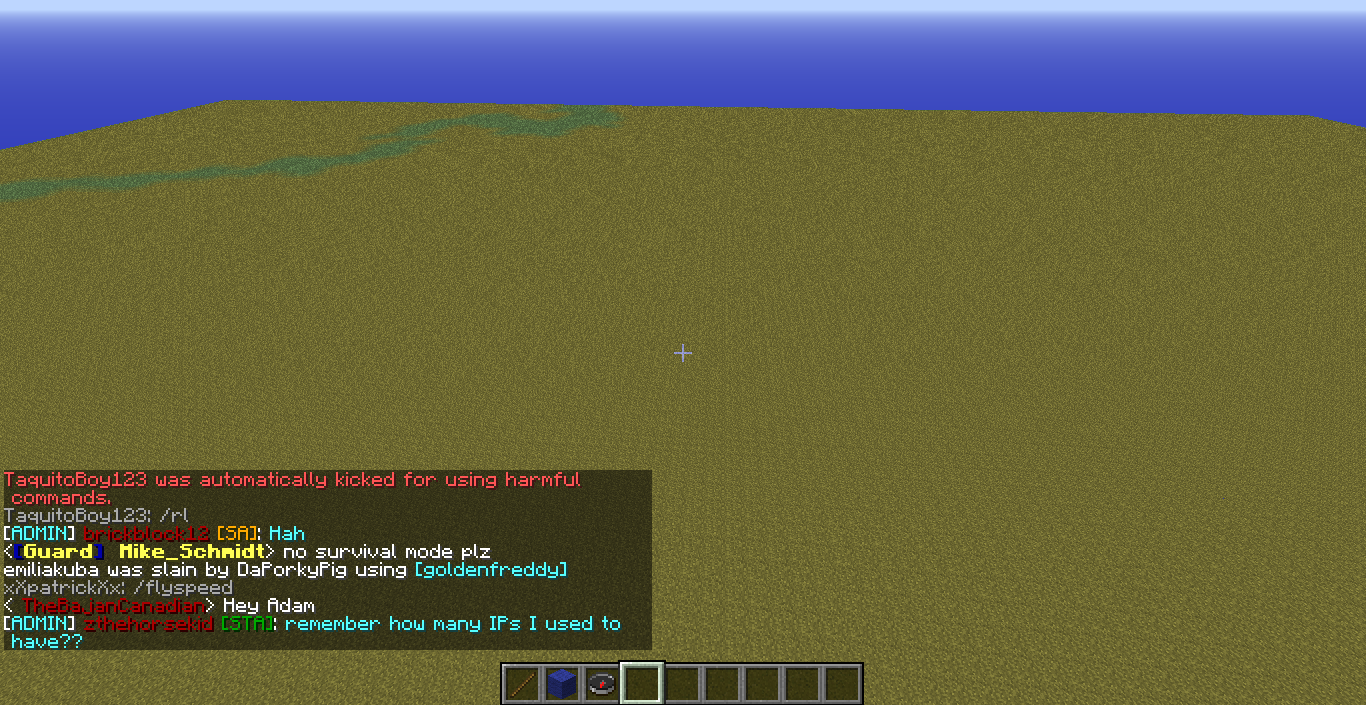 TaquitoBoy123 was automatically kicked for using harmful
commands.
TaquitoBoy123: /rl
[ADMIN] brickblock12 [SA]: Hah
<[Guard] Mike_Schmidt> no survival mode plz
emiliakuba was slain by DaPorkyPig using [goldenfreddy]
xXpatrickXx: /flyspeed
< TheBajanCanadian> Hey Adam
[ADMIN] zthehorsekid [STA]: remember how many IPs I used to
have??